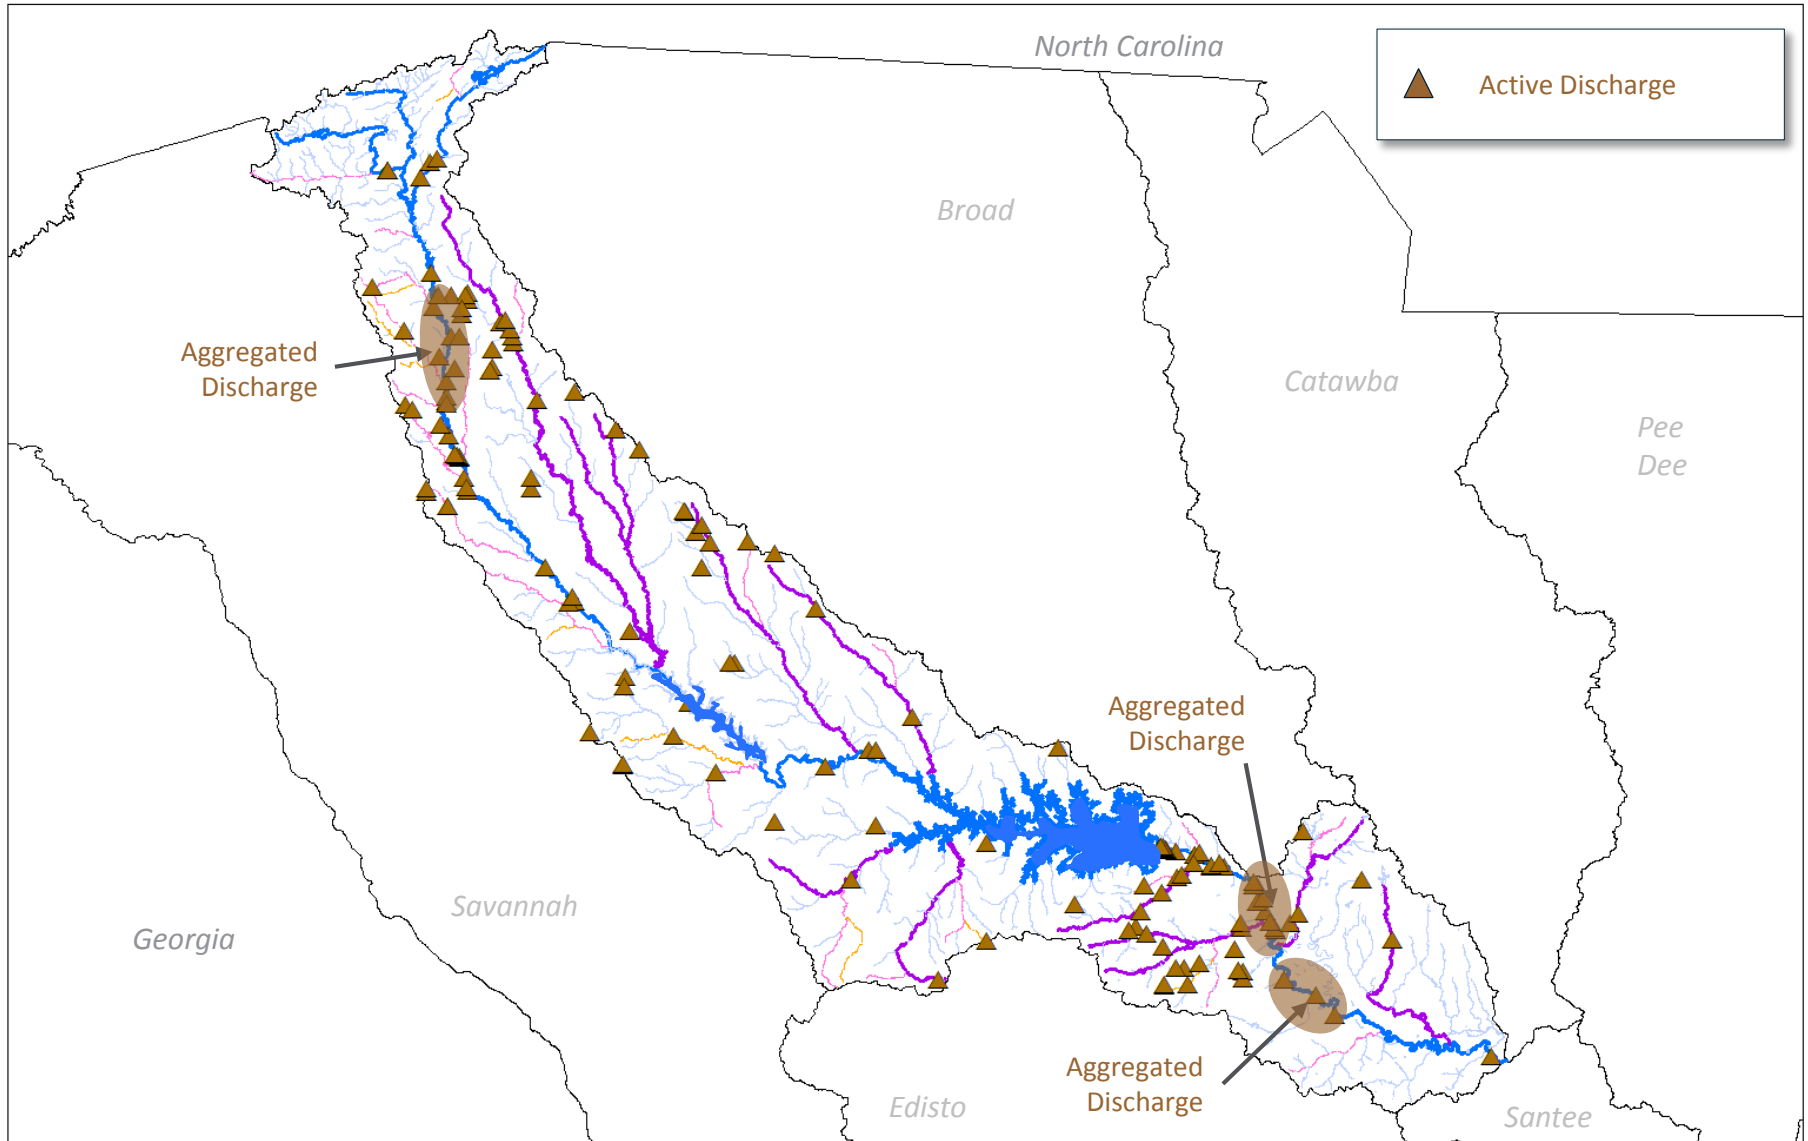 North Carolina
Active Discharge
Broad
Aggregated
Discharge
Catawba
Pee
Dee
Aggregated
Discharge
Savannah
Georgia
Aggregated
Discharge
Edisto
Santee